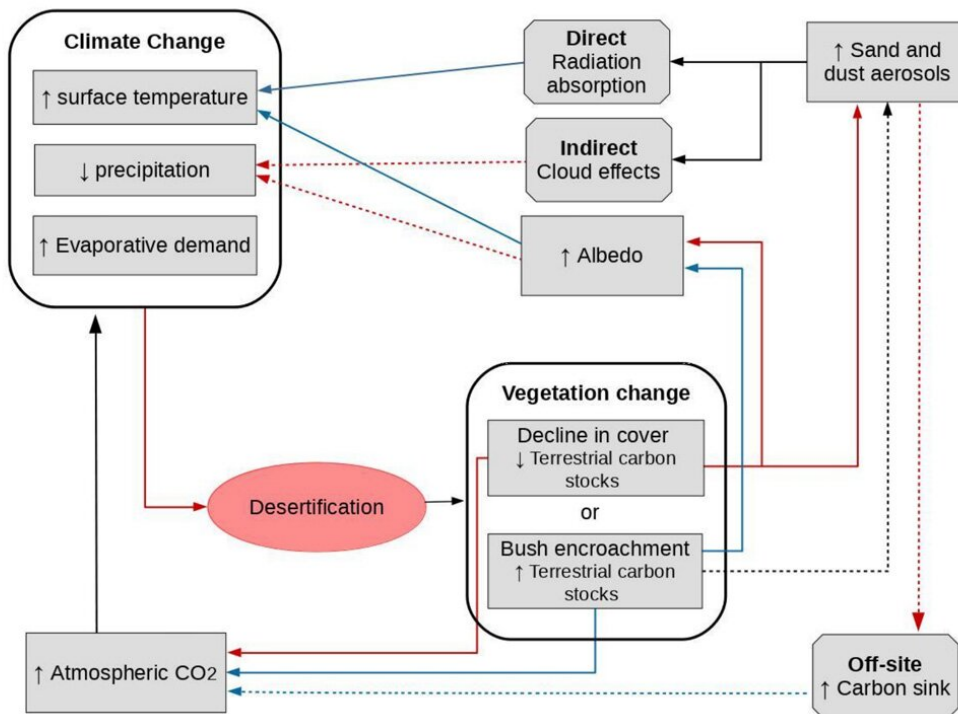 Climate Change
↑ surface temperature
↓ precipitation
↑ Evaporative demand
Direct
Radiation
absorption
Indirect
Cloud effects
↑ Albedo
↑ Sand and
dust aerosols
Vegetation change
Decline in cover
↓ Terrestrial carbon
stocks
or
Bush encroachment
↑ Terrestrial carbon
stocks
Desertification
↑ Atmospheric CO2
Off-site
↑ Carbon sink